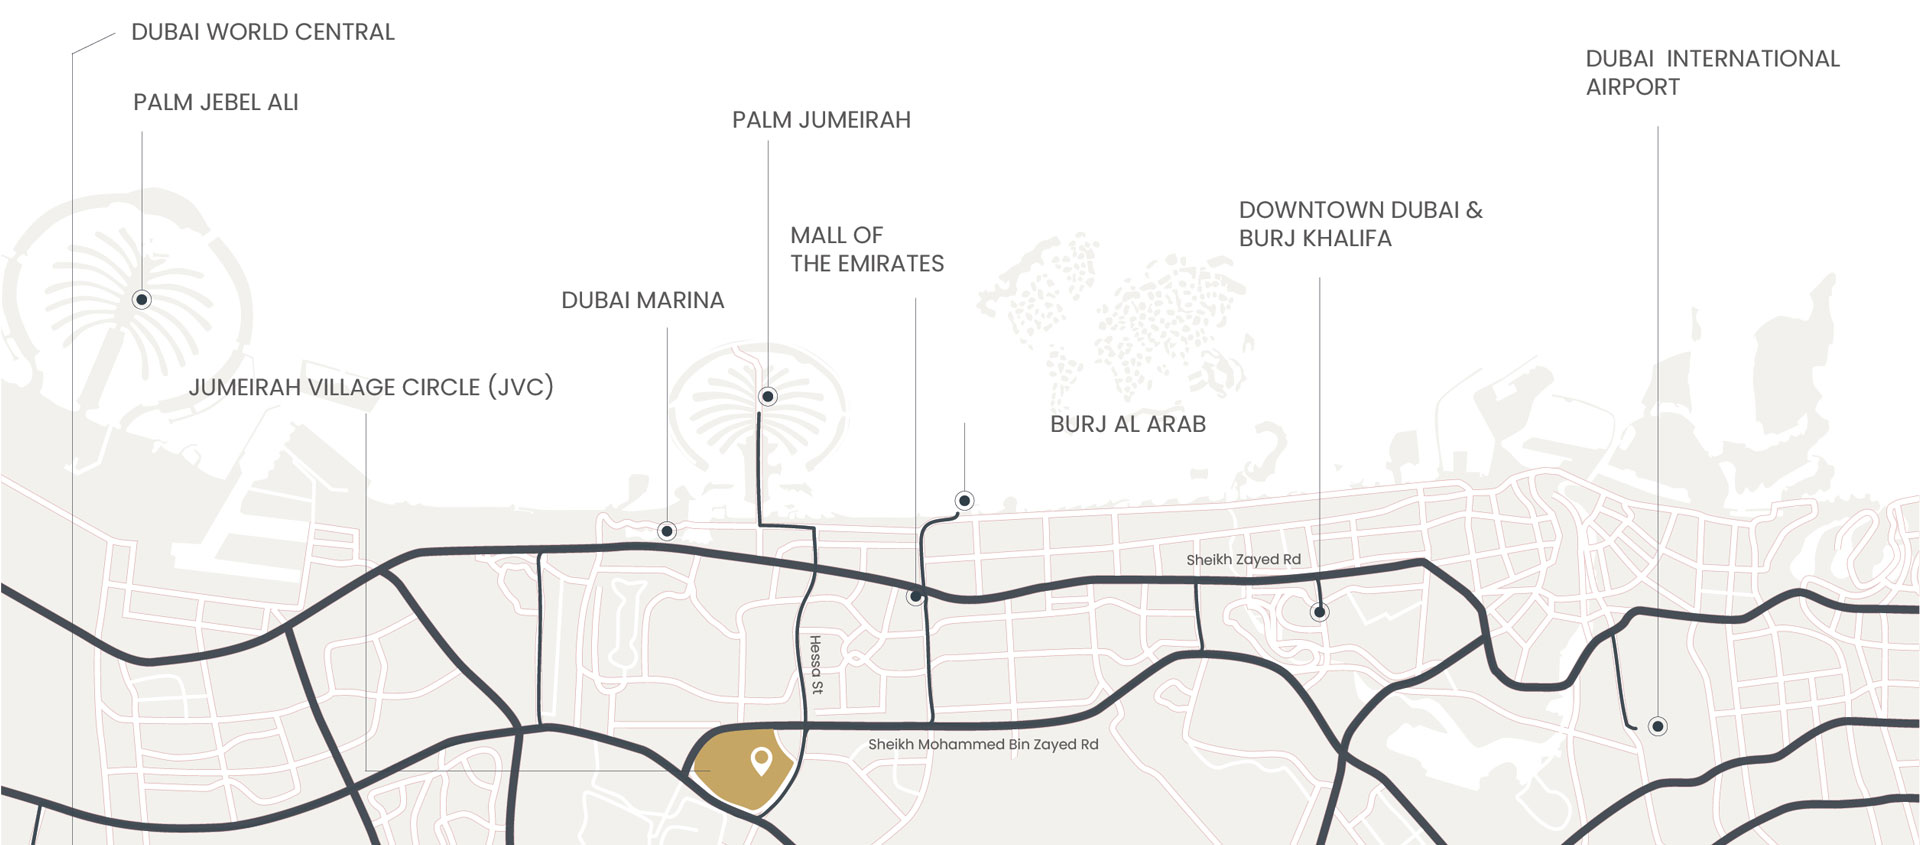 DUBAI WORLD CENTRAL
PALM JEBEL ALI
JUMEIRAH VILLAGE CIRCLE (JVC)
DUBAI MARINA
PALM JUMEIRAH
MALL OF
THE EMIRATES
BURJ AL ARAB
DOWNTOWN DUBAI &
BURJ KHALIFA
DUBAI INTERNATIONAL
AIRPORT
Sheikh Zayed Rd
Hessa St
Sheikh Mohammed Bin Zayed Rd